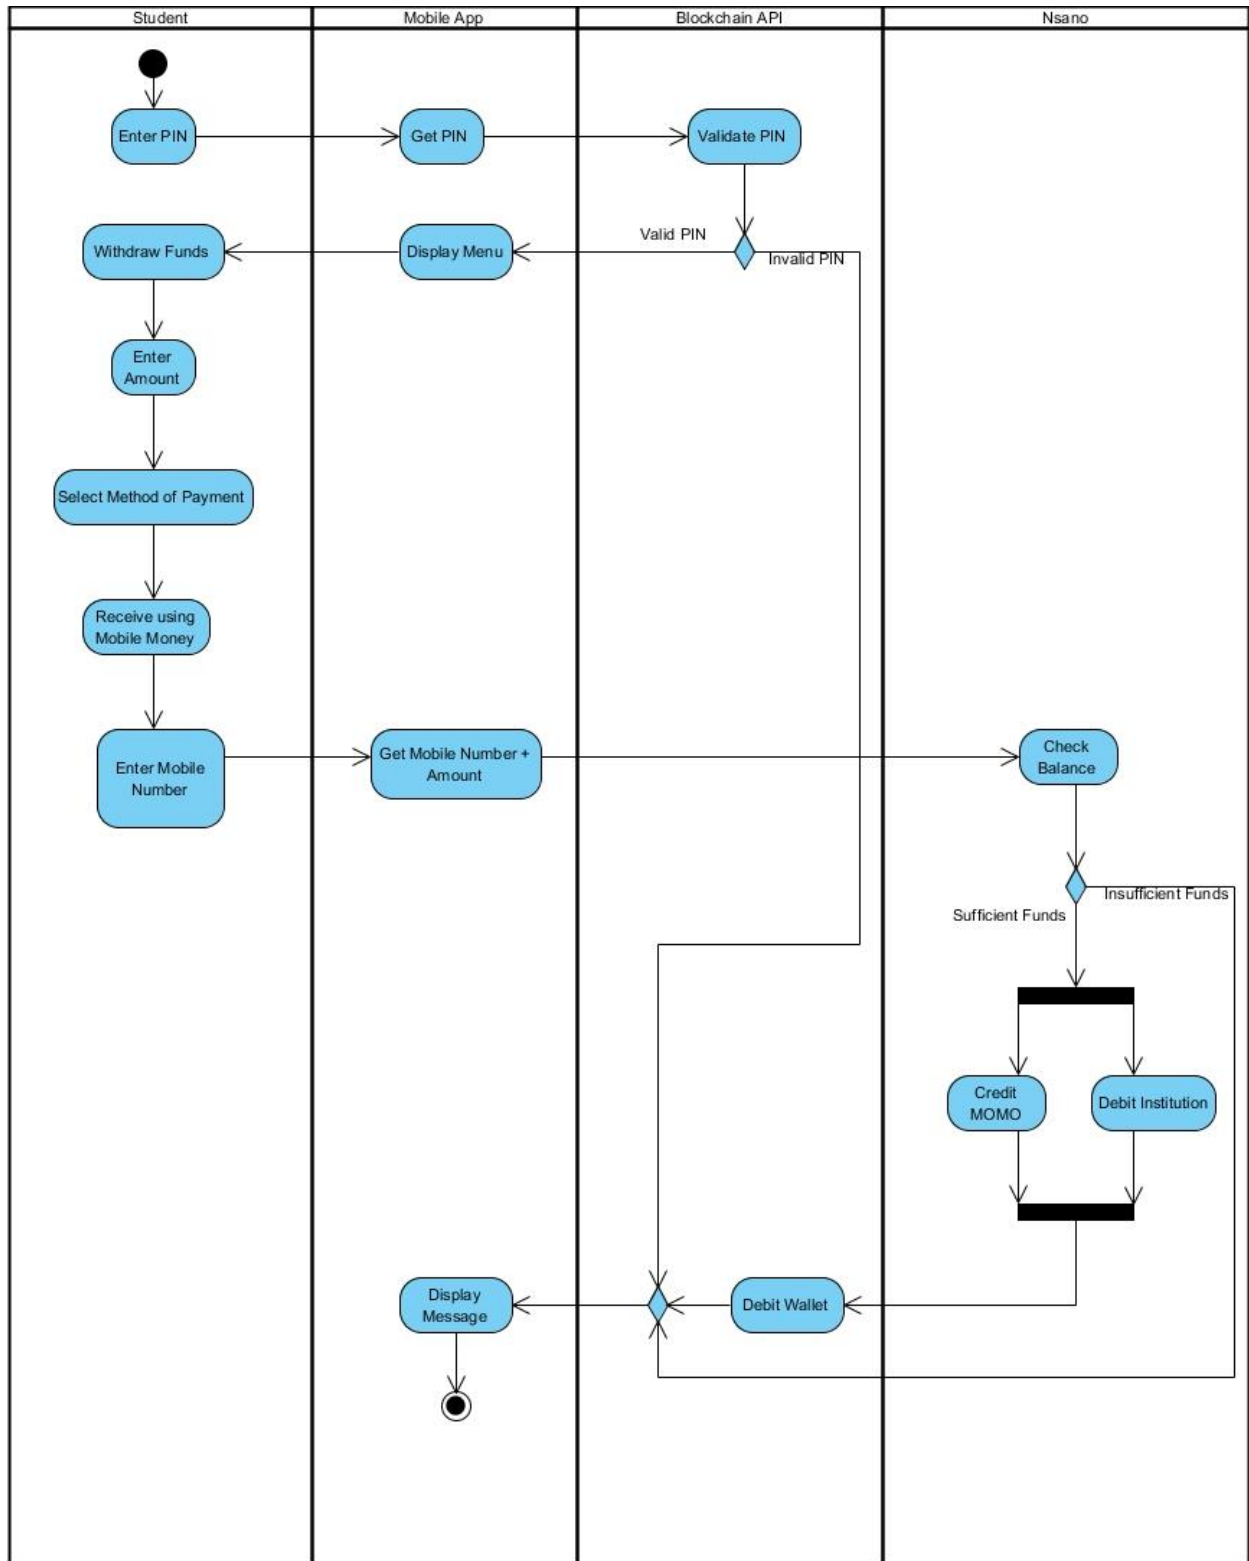 Student
Mobile App
Blockchain API
Nsano
Enter PIN
Get PIN
Validate PIN
Valid PIN
Invalid PIN
Withdraw Funds
Display Menu
Enter
Amount
Select Method of Payment
Receive using
Mobile Money
Enter Mobile
Number
Get Mobile Number +
Amount
Check
Balance
Insufficient Funds
Sufficient Funds
Credit
MOMO
Debit Institution
Display
Message
Debit Wallet